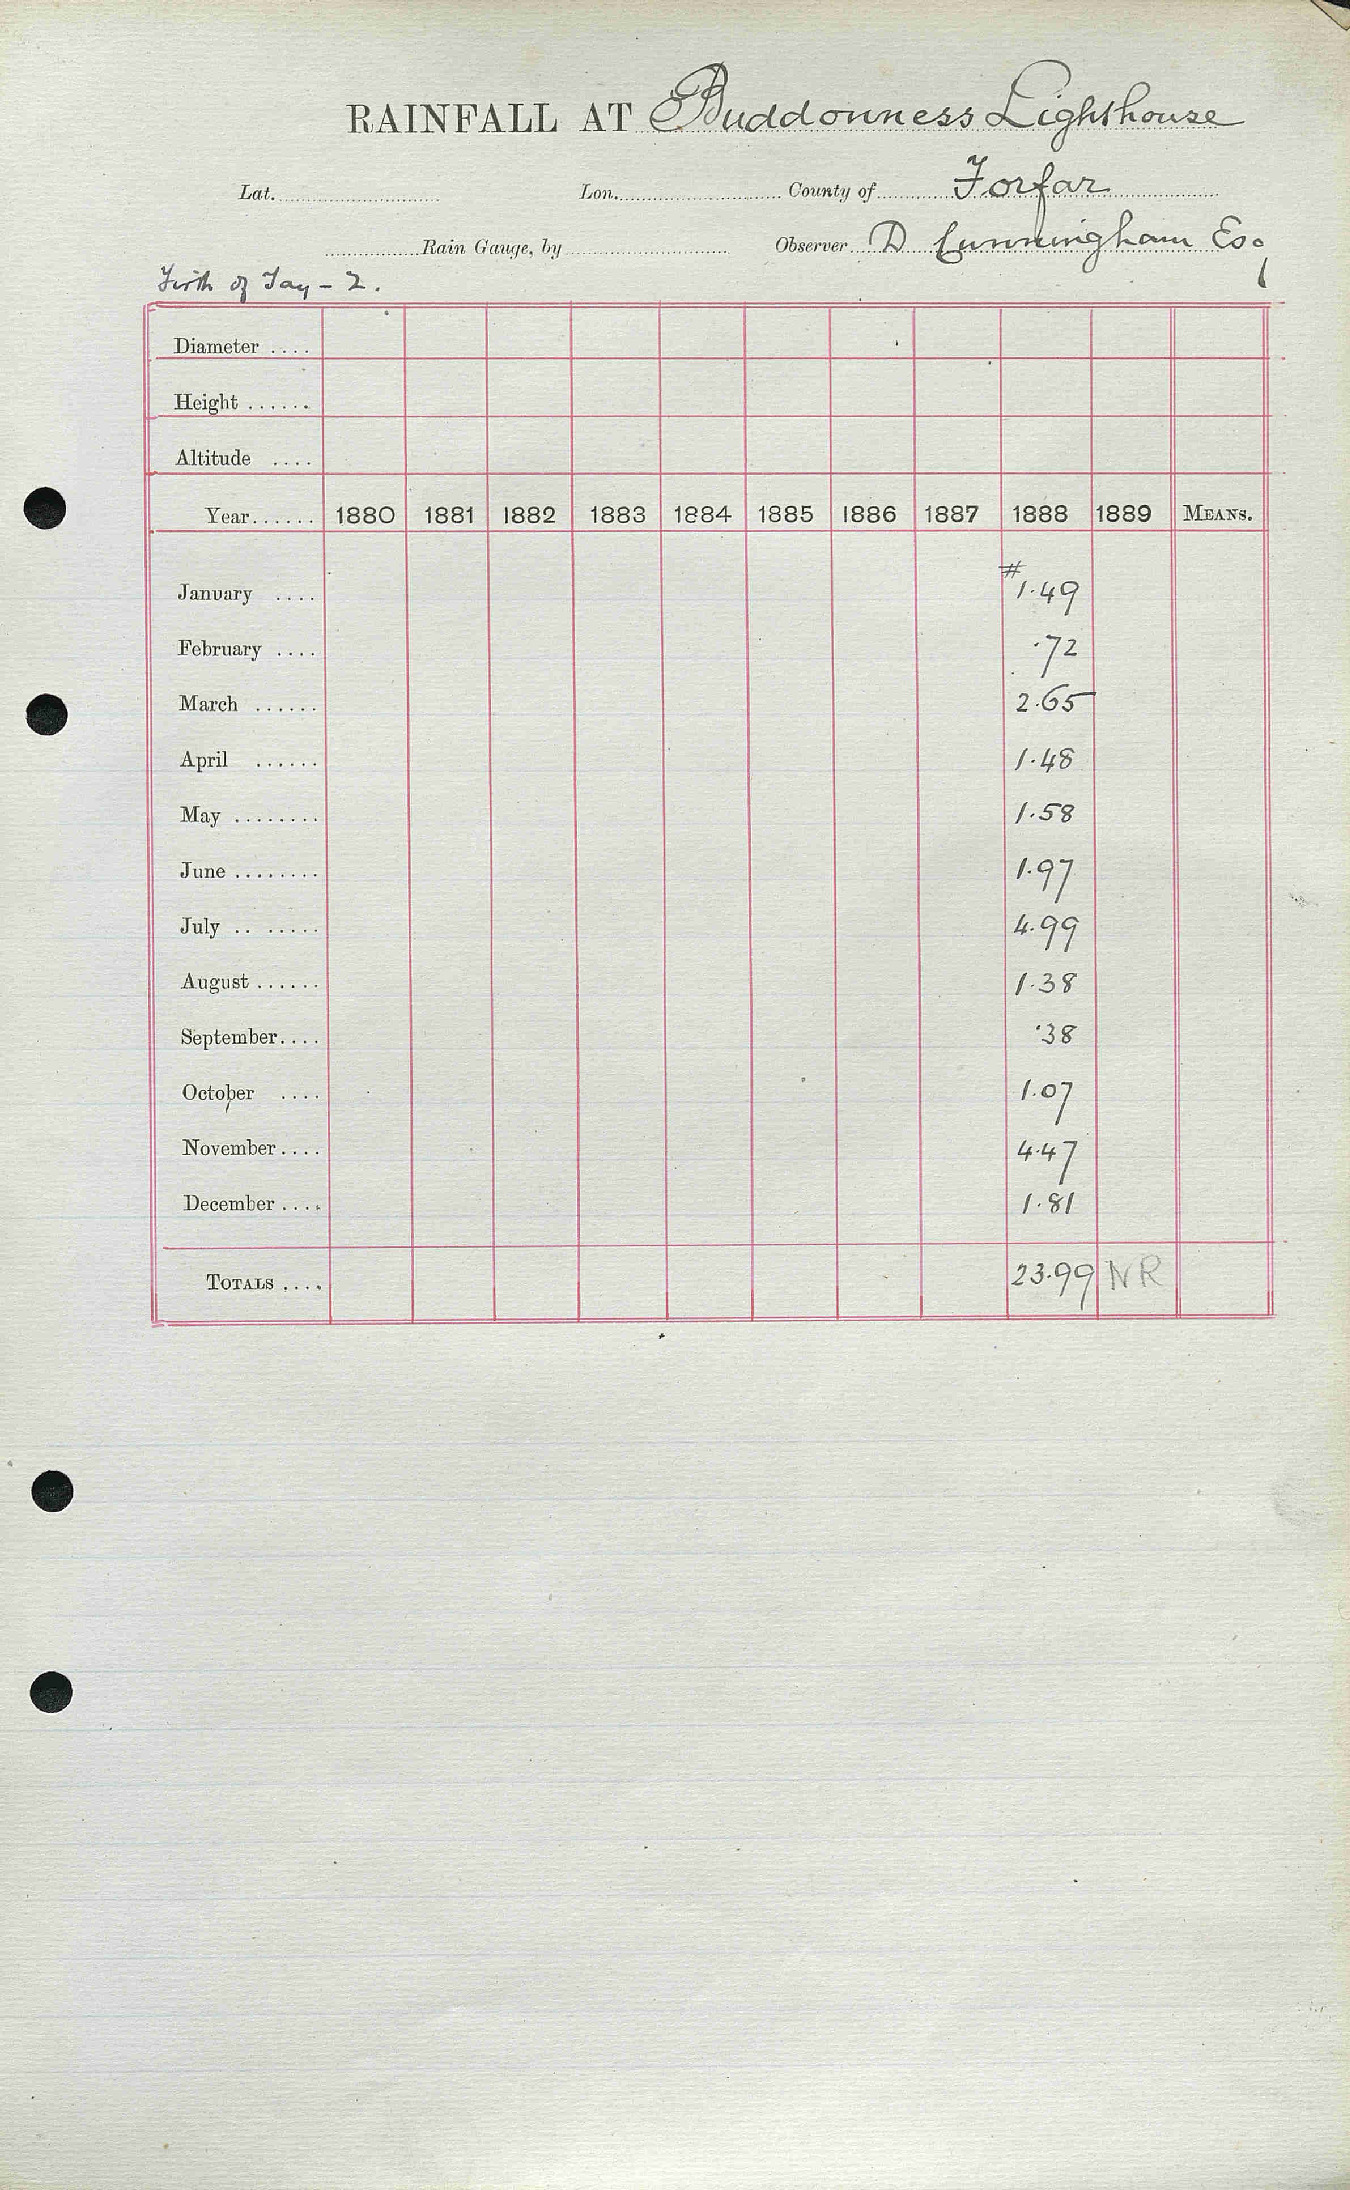 RAINFALL AT Buddonness Lighthouse
Lat. Lon. County of Forfar
Rain Gauge, by Observer D Cunningham Esq
Firth of Tay - 2.
Diameter ....
Height ......
Altitude ....
Year ...... 1880 1881 1882 1883 1884 1885 1886 1887 1888 1889 MEANS.
January .... # 1.49
February .... .72
March ...... 2.65
April ...... 1.48
May ........ 1.58
June ........ 1.97
July .. ..... 4.99
August ...... 1.38
September .... .38
October .... 1.07
November .... 4.47
December .... 1.81
TOTALS .... 23.99 NR